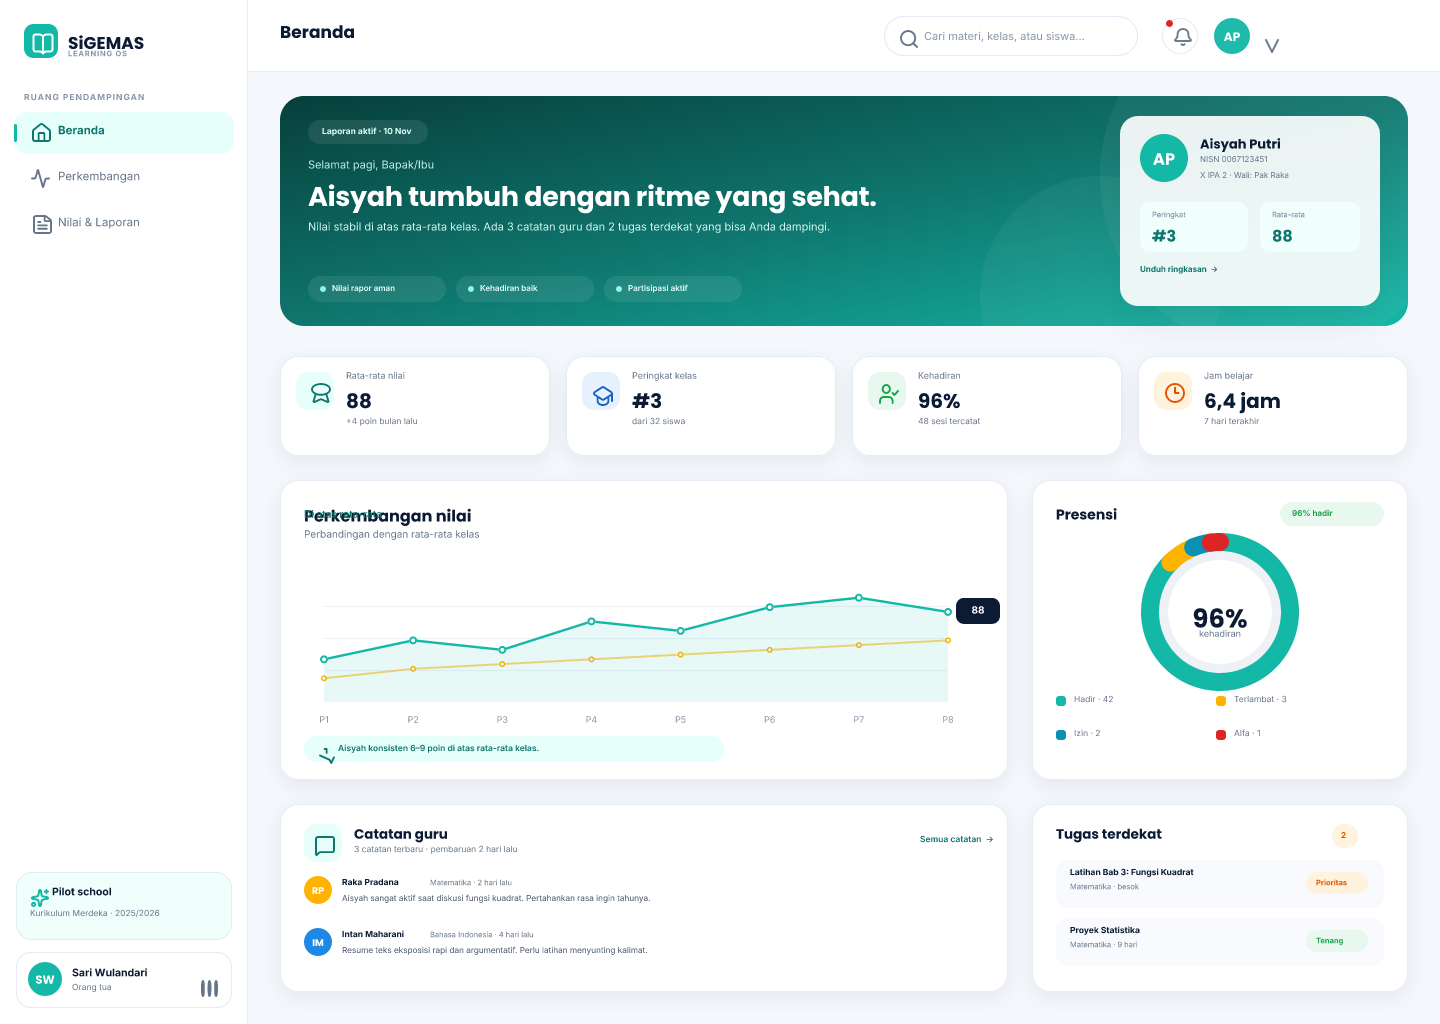 SiGEMAS
LEARNING OS
RUANG PENDAMPINGAN
Beranda
Perkembangan
Nilai & Laporan
Pilot school
Kurikulum Merdeka · 2025/2026
SW
Sari Wulandari
Orang tua
Beranda
Cari materi, kelas, atau siswa...
AP
Laporan aktif · 10 Nov
Selamat pagi, Bapak/Ibu
Aisyah tumbuh dengan ritme yang sehat.
Nilai stabil di atas rata-rata kelas. Ada 3 catatan guru dan 2 tugas terdekat yang bisa Anda dampingi.
Nilai rapor aman
Kehadiran baik
Partisipasi aktif
AP
Aisyah Putri
NISN 0067123451
X IPA 2 · Wali: Pak Raka
Peringkat
#3
Rata-rata
88
Unduh ringkasan →
Rata-rata nilai
88
+4 poin bulan lalu
Peringkat kelas
#3
dari 32 siswa
Kehadiran
96%
48 sesi tercatat
Jam belajar
6,4 jam
7 hari terakhir
Perkembangan nilai
Perbandingan dengan rata-rata kelas
88
P1 P2 P3 P4 P5 P6 P7 P8
Aisyah konsisten 6–9 poin di atas rata-rata kelas.
Presensi
96% hadir
96%
kehadiran
Hadir · 42
Terlambat · 3
Izin · 2
Alfa · 1
Catatan guru
3 catatan terbaru · pembaruan 2 hari lalu
Semua catatan →
RP
Raka Pradana
Matematika · 2 hari lalu
Aisyah sangat aktif saat diskusi fungsi kuadrat. Pertahankan rasa ingin tahunya.
IM
Intan Maharani
Bahasa Indonesia · 4 hari lalu
Resume teks eksposisi rapi dan argumentatif. Perlu latihan menyunting kalimat.
Tugas terdekat
2
Latihan Bab 3: Fungsi Kuadrat
Matematika · besok
Prioritas
Proyek Statistika
Matematika · 9 hari
Tenang